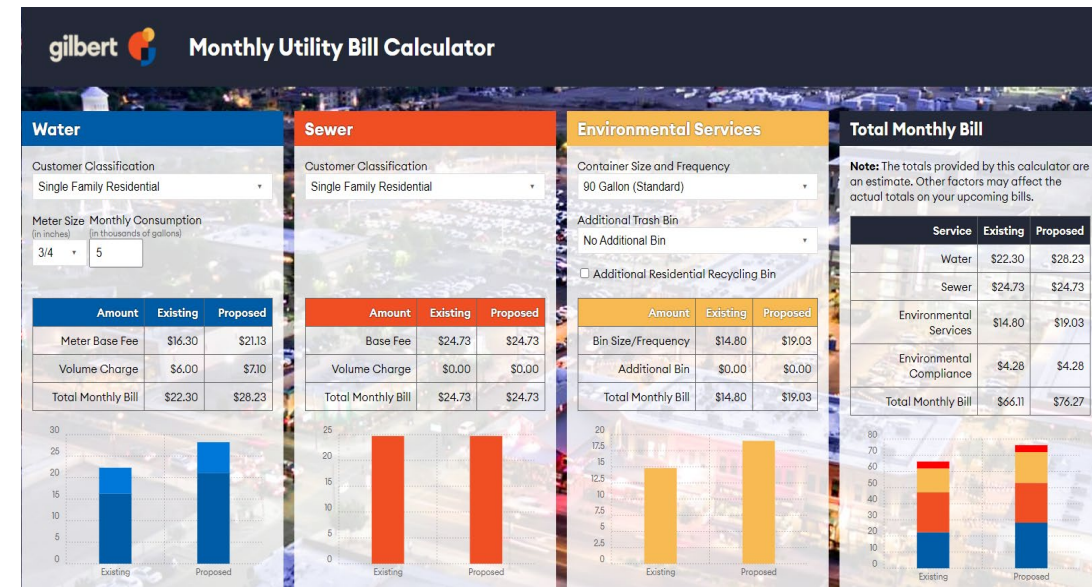 gilbert
Monthly Utility Bill Calculator
Water
Customer Classification
Single Family Residential
Meter Size Monthly Consumption
(in inches) (in thousands of gallons)
3/4 5
Amount Existing Proposed
Meter Base Fee $16.30 $21.13
Volume Charge $6.00 $7.10
Total Monthly Bill $22.30 $28.23
30
25
20
15
10
5
0
Existing Proposed
Sewer
Customer Classification
Single Family Residential
Amount Existing Proposed
Base Fee $24.73 $24.73
Volume Charge $0.00 $0.00
Total Monthly Bill $24.73 $24.73
25
20
15
10
5
0
Existing Proposed
Environmental Services
Container Size and Frequency
90 Gallon (Standard)
Additional Trash Bin
No Additional Bin
Additional Residential Recycling Bin
Amount Existing Proposed
Bin Size/Frequency $14.80 $19.03
Additional Bin $0.00 $0.00
Total Monthly Bill $14.80 $19.03
20
17.5
15
12.5
10
7.5
5
2.5
0
Existing Proposed
Total Monthly Bill
Note: The totals provided by this calculator are
an estimate. Other factors may affect the
actual totals on your upcoming bills.
Service Existing Proposed
Water $22.30 $28.23
Sewer $24.73 $24.73
Environmental
Services $14.80 $19.03
Environmental
Compliance $4.28 $4.28
Total Monthly Bill $66.11 $76.27
80
70
60
50
40
30
20
10
0
Existing Proposed